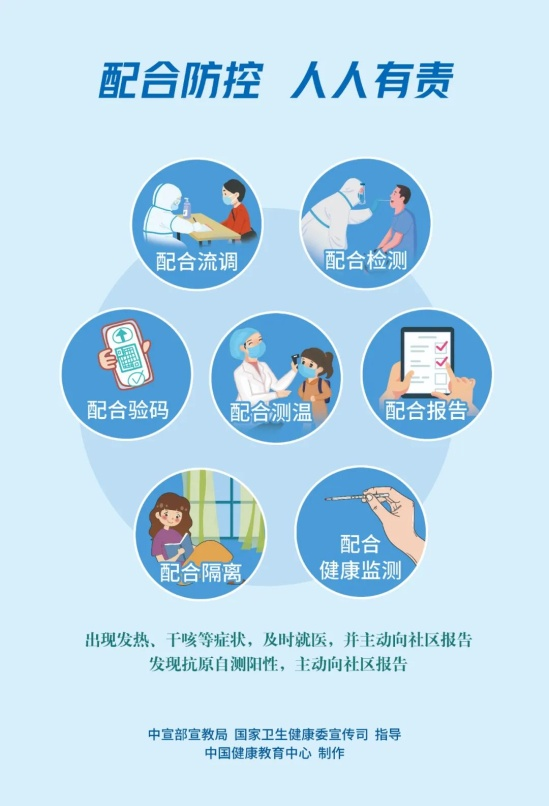 配合防控 人人有责
配合流调
配合检测
配合验码
配合测温
配合报告
配合隔离
配合
健康监测
出现发热、干咳等症状，及时就医，并主动向社区报告
发现抗原自测阳性，主动向社区报告
中宣部宣教局 国家卫生健康委宣传司 指导
中国健康教育中心 制作